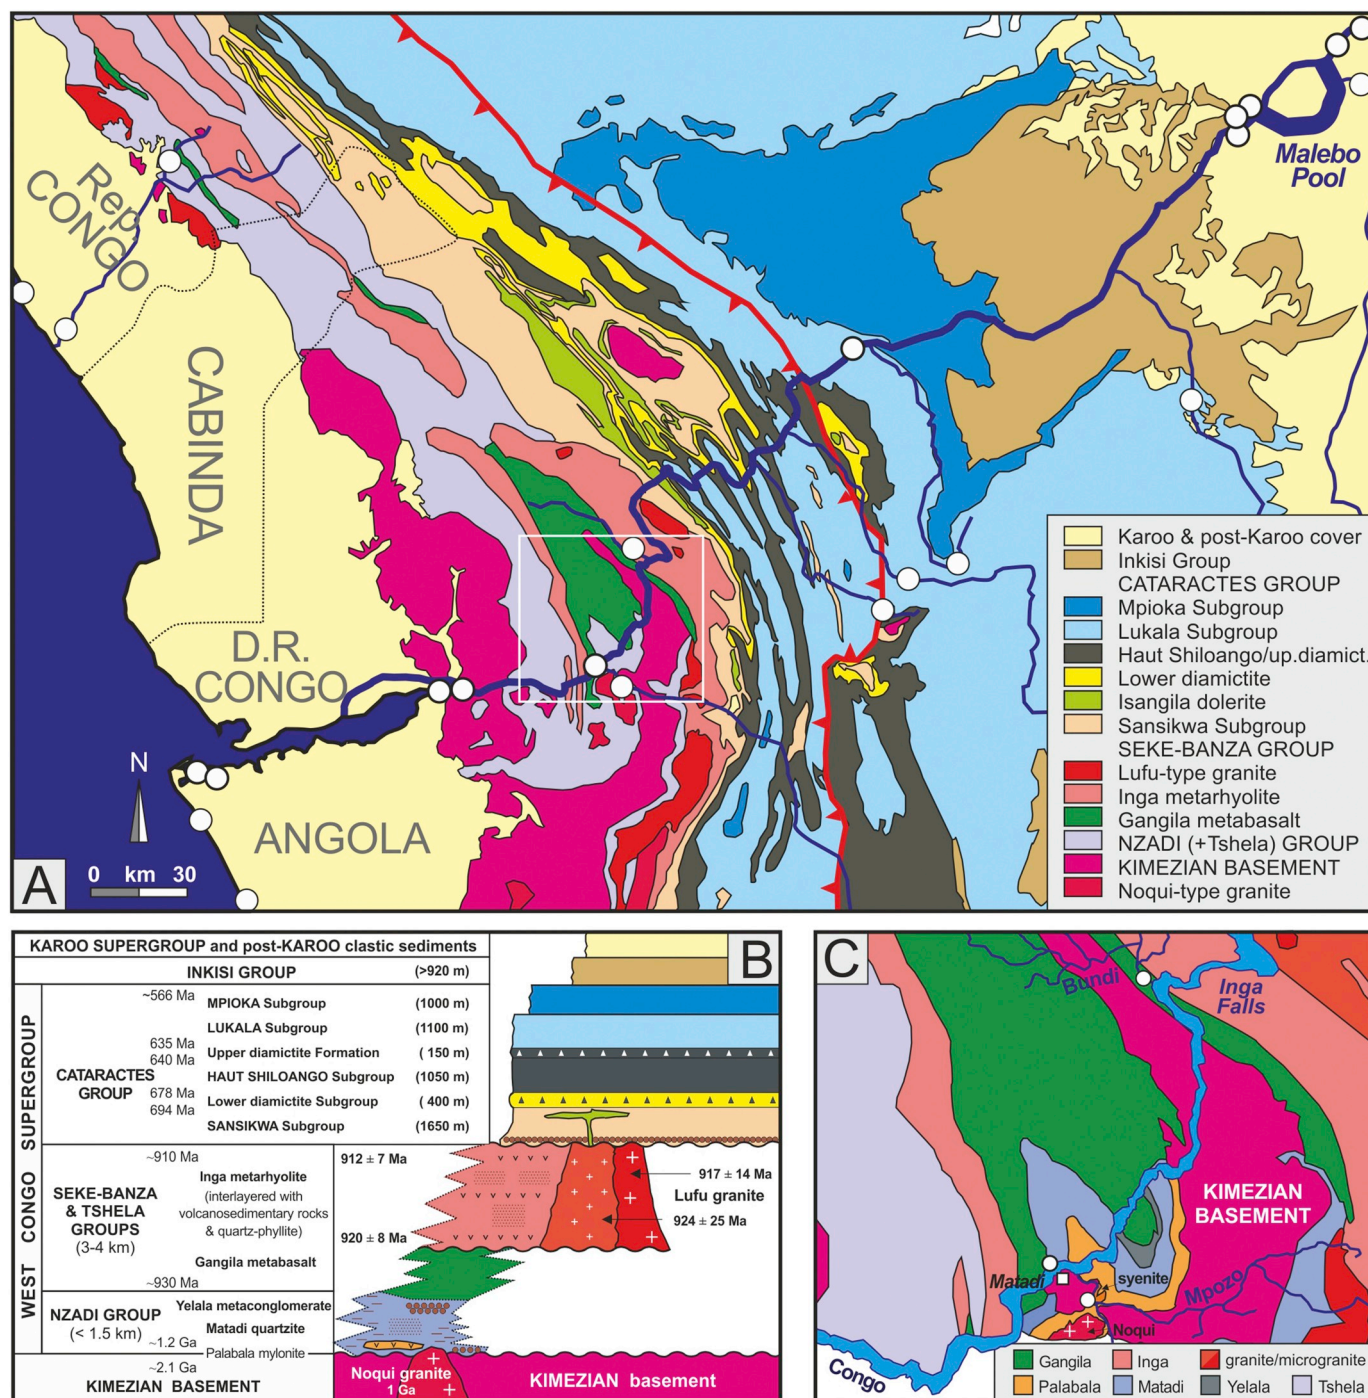 Malebo
Pool
Rep.
CONGO
CABINDA
D.R.
CONGO
ANGOLA
N
0 km 30
A
Karoo & post-Karoo cover
Inkisi Group
CATARACTES GROUP
Mpioka Subgroup
Lukala Subgroup
Haut Shiloango/up.diamict.
Lower diamictite
Isangila dolerite
Sansikwa Subgroup
SEKE-BANZA GROUP
Lufu-type granite
Inga metarhyolite
Gangila metabasalt
NZADI (+Tshela) GROUP
KIMEZIAN BASEMENT
Noqui-type granite
B
KAROO SUPERGROUP and post-KAROO clastic sediments
INKISI GROUP (>920 m)
WEST CONGO SUPERGROUP
~566 Ma
MPIOKA Subgroup (1000 m)
LUKALA Subgroup (1100 m)
635 Ma
640 Ma
Upper diamictite Formation ( 150 m)
CATARACTES
GROUP
HAUT SHILOANGO Subgroup (1050 m)
678 Ma
694 Ma
Lower diamictite Subgroup ( 400 m)
SANSIKWA Subgroup (1650 m)
~910 Ma
912 ± 7 Ma
917 ± 14 Ma
Inga metarhyolite
SEKE-BANZA
& TSHELA
GROUPS
(3-4 km)
(interlayered with
volcanosedimentary rocks
& quartz-phyllite)
Lufu granite
924 ± 25 Ma
920 ± 8 Ma
Gangila metabasalt
~930 Ma
NZADI GROUP
(< 1.5 km)
Yelala metaconglomerate
Matadi quartzite
~1.2 Ga
Palabala mylonite
~2.1 Ga
KIMEZIAN BASEMENT
Noqui granite
1 Ga
KIMEZIAN basement
C
Bundi
Inga
Falls
KIMEZIAN
BASEMENT
Matadi
syenite
Mpozo
Noqui
Congo
Gangila
Inga
granite/microgranite
Palabala
Matadi
Yelala
Tshela